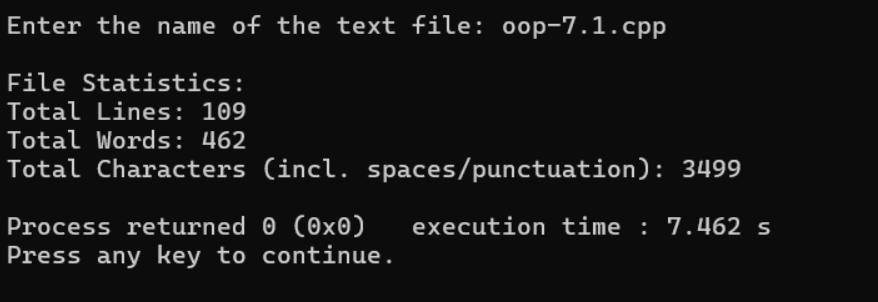 Enter the name of the text file: oop-7.1.cpp
File Statistics:
Total Lines: 109
Total Words: 462
Total Characters (incl. spaces/punctuation): 3499
Process returned 0 (0x0)   execution time : 7.462 s
Press any key to continue.